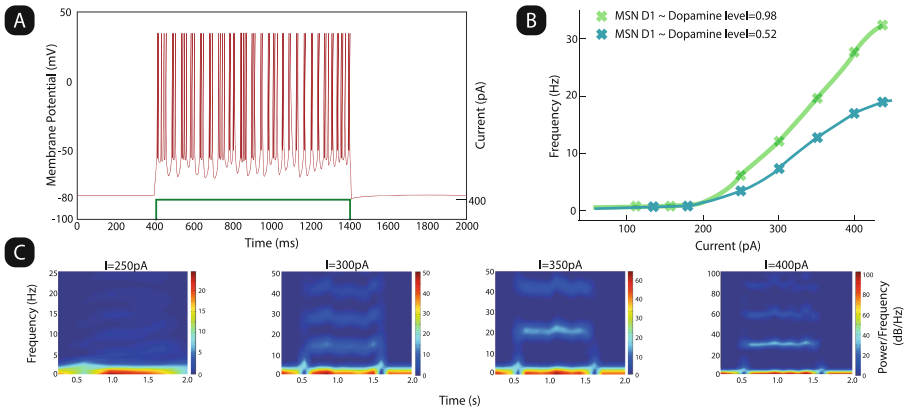 A
50
0
-50
-80
-100
Membrane Potential (mV)
0 200 400 600 800 1000 1200 1400 1600 1800 2000
Time (ms)
400
Current (pA)
B
MSN D1 ~ Dopamine level=0.98
MSN D1 ~ Dopamine level=0.52
30
20
10
0
Frequency (Hz)
100 200 300 400
Current (pA)
C
I=250pA
25
20
15
10
5
0
Frequency (Hz)
0 0.5 1.0 1.5 2.0
20
15
10
5
0
I=300pA
50
40
30
20
10
0
0.5 1.0 1.5 2.0
50
40
30
20
10
0
I=350pA
50
40
30
20
10
0
0.5 1.0 1.5 2.0
60
50
40
30
20
10
0
I=400pA
100
80
60
40
20
0
0.5 1.0 1.5 2.0
100
80
60
40
20
0
Power/Frequency
(dB/Hz)
Time (s)